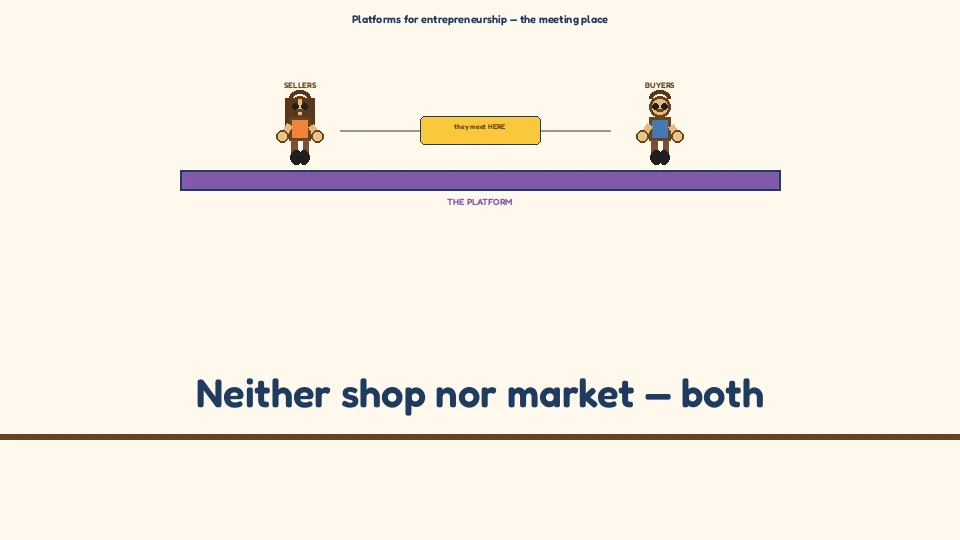 Platforms for entrepreneurship — the meeting place
SELLERS
BUYERS
they meet HERE
THE PLATFORM
Neither shop nor market — both